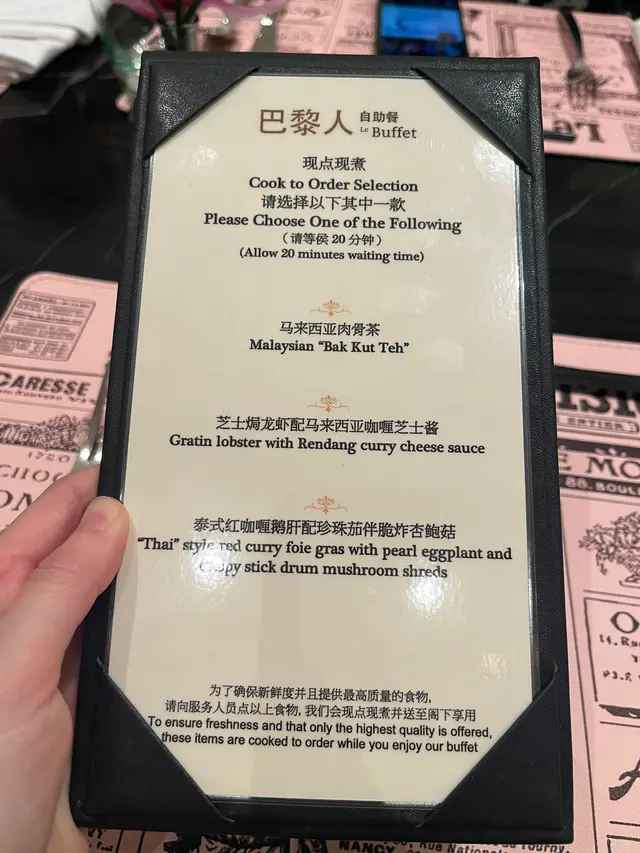 巴黎人 自助餐
Le Buffet
现点现煮
Cook to Order Selection
请选择以下其中一款
Please Choose One of the Following
（请等侯 20 分钟）
(Allow 20 minutes waiting time)
马来西亚肉骨茶
Malaysian “Bak Kut Teh”
芝士焗龙虾配马来西亚咖喱芝士酱
Gratin lobster with Rendang curry cheese sauce
泰式红咖喱鹅肝配珍珠茄伴脆炸杏鲍菇
“Thai” style red curry foie gras with pearl eggplant and
crispy stick drum mushroom shreds
为了确保新鲜度并且提供最高质量的食物,
请向服务人员点以上食物, 我们会现点现煮并送至阁下享用
To ensure freshness and that only the highest quality is offered,
these items are cooked to order while you enjoy our buffet
CARESSE
1720
88. BOUL
NANCY